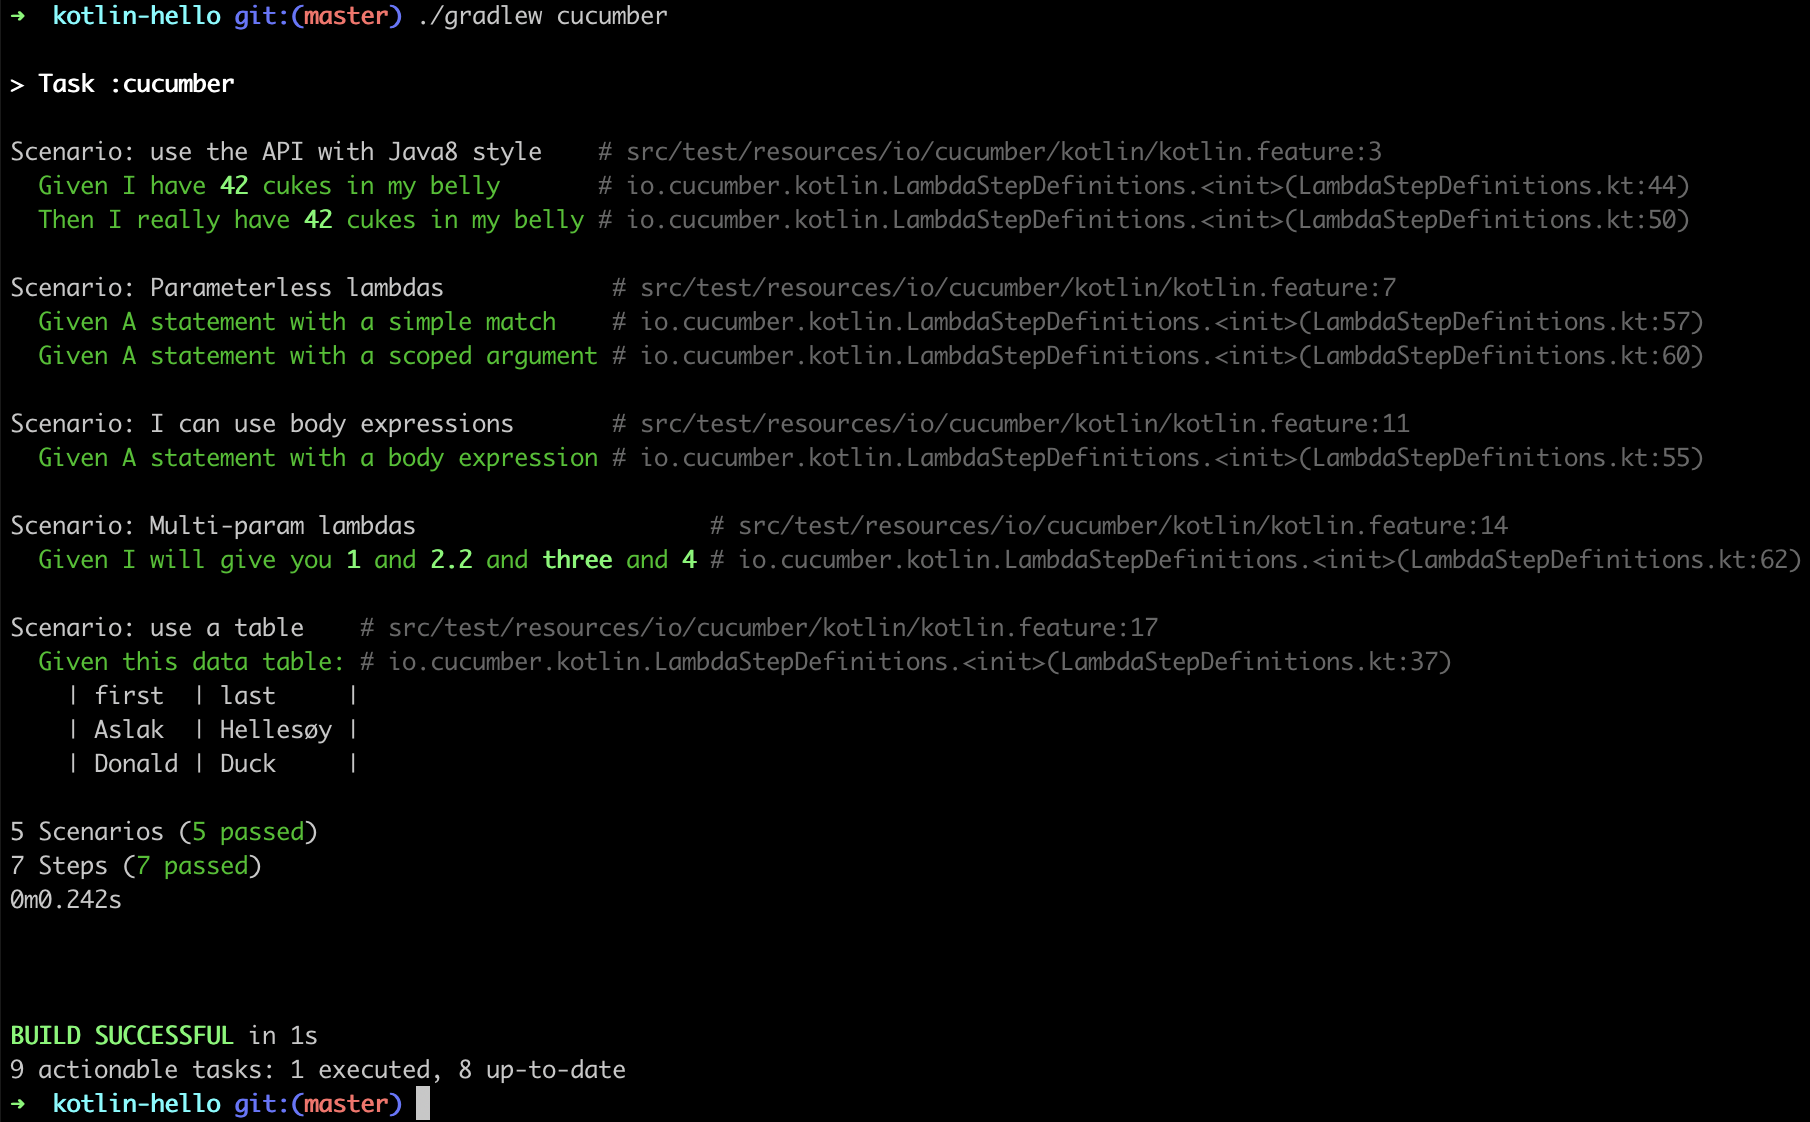 ➜  kotlin-hello git:(master) ./gradlew cucumber
> Task :cucumber
Scenario: use the API with Java8 style    # src/test/resources/io/cucumber/kotlin/kotlin.feature:3
  Given I have 42 cukes in my belly       # io.cucumber.kotlin.LambdaStepDefinitions.<init>(LambdaStepDefinitions.kt:44)
  Then I really have 42 cukes in my belly # io.cucumber.kotlin.LambdaStepDefinitions.<init>(LambdaStepDefinitions.kt:50)
Scenario: Parameterless lambdas            # src/test/resources/io/cucumber/kotlin/kotlin.feature:7
  Given A statement with a simple match    # io.cucumber.kotlin.LambdaStepDefinitions.<init>(LambdaStepDefinitions.kt:57)
  Given A statement with a scoped argument # io.cucumber.kotlin.LambdaStepDefinitions.<init>(LambdaStepDefinitions.kt:60)
Scenario: I can use body expressions       # src/test/resources/io/cucumber/kotlin/kotlin.feature:11
  Given A statement with a body expression # io.cucumber.kotlin.LambdaStepDefinitions.<init>(LambdaStepDefinitions.kt:55)
Scenario: Multi-param lambdas                     # src/test/resources/io/cucumber/kotlin/kotlin.feature:14
  Given I will give you 1 and 2.2 and three and 4 # io.cucumber.kotlin.LambdaStepDefinitions.<init>(LambdaStepDefinitions.kt:62)
Scenario: use a table    # src/test/resources/io/cucumber/kotlin/kotlin.feature:17
  Given this data table: # io.cucumber.kotlin.LambdaStepDefinitions.<init>(LambdaStepDefinitions.kt:37)
    | first  | last     |
    | Aslak  | Hellesøy |
    | Donald | Duck     |
5 Scenarios (5 passed)
7 Steps (7 passed)
0m0.242s
BUILD SUCCESSFUL in 1s
9 actionable tasks: 1 executed, 8 up-to-date
➜  kotlin-hello git:(master)